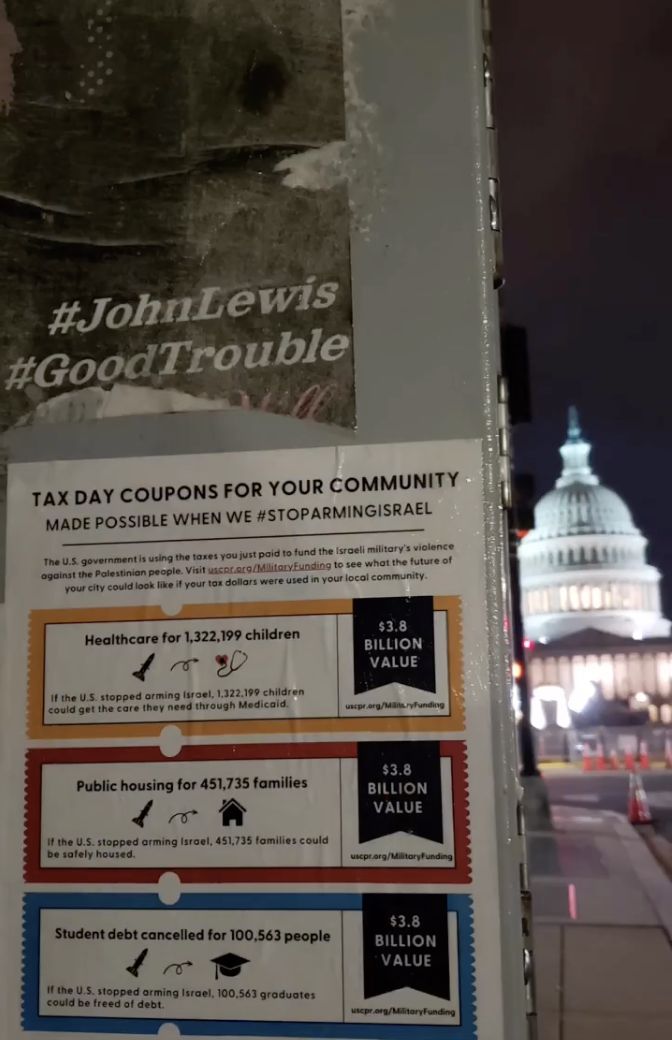 #JohnLewis
#GoodTrouble
TAX DAY COUPONS FOR YOUR COMMUNITY
MADE POSSIBLE WHEN WE #STOPARMINGISRAEL
The U.S. government is using the taxes you just paid to fund the Israeli military's violence
against the Palestinian people. Visit uscpr.org/MilitaryFunding to see what the future of
your city could look like if your tax dollars were used in your local community.
Healthcare for 1,322,199 children
If the U.S. stopped arming Israel, 1,322,199 children
could get the care they need through Medicaid.
$3.8
BILLION
VALUE
uscpr.org/MilitaryFunding
Public housing for 451,735 families
If the U.S. stopped arming Israel, 451,735 families could
be safely housed.
$3.8
BILLION
VALUE
uscpr.org/MilitaryFunding
Student debt cancelled for 100,563 people
If the U.S. stopped arming Israel, 100,563 graduates
could be freed of debt.
$3.8
BILLION
VALUE
uscpr.org/MilitaryFunding